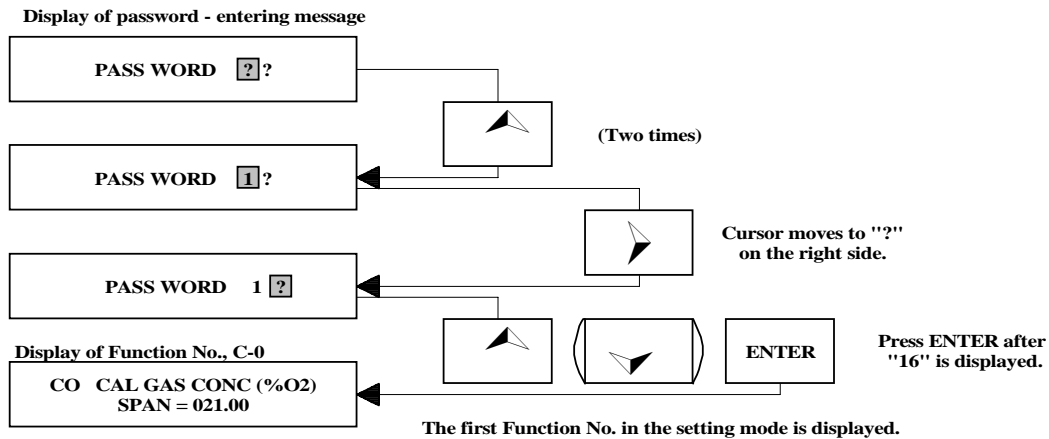 Display of password - entering message
PASS WORD ? ?
(Two times)
PASS WORD 1 ?
Cursor moves to "?"
on the right side.
PASS WORD 1 ?
ENTER
Press ENTER after
"16" is displayed.
Display of Function No., C-0
CO CAL GAS CONC (%O2)
SPAN = 021.00
The first Function No. in the setting mode is displayed.